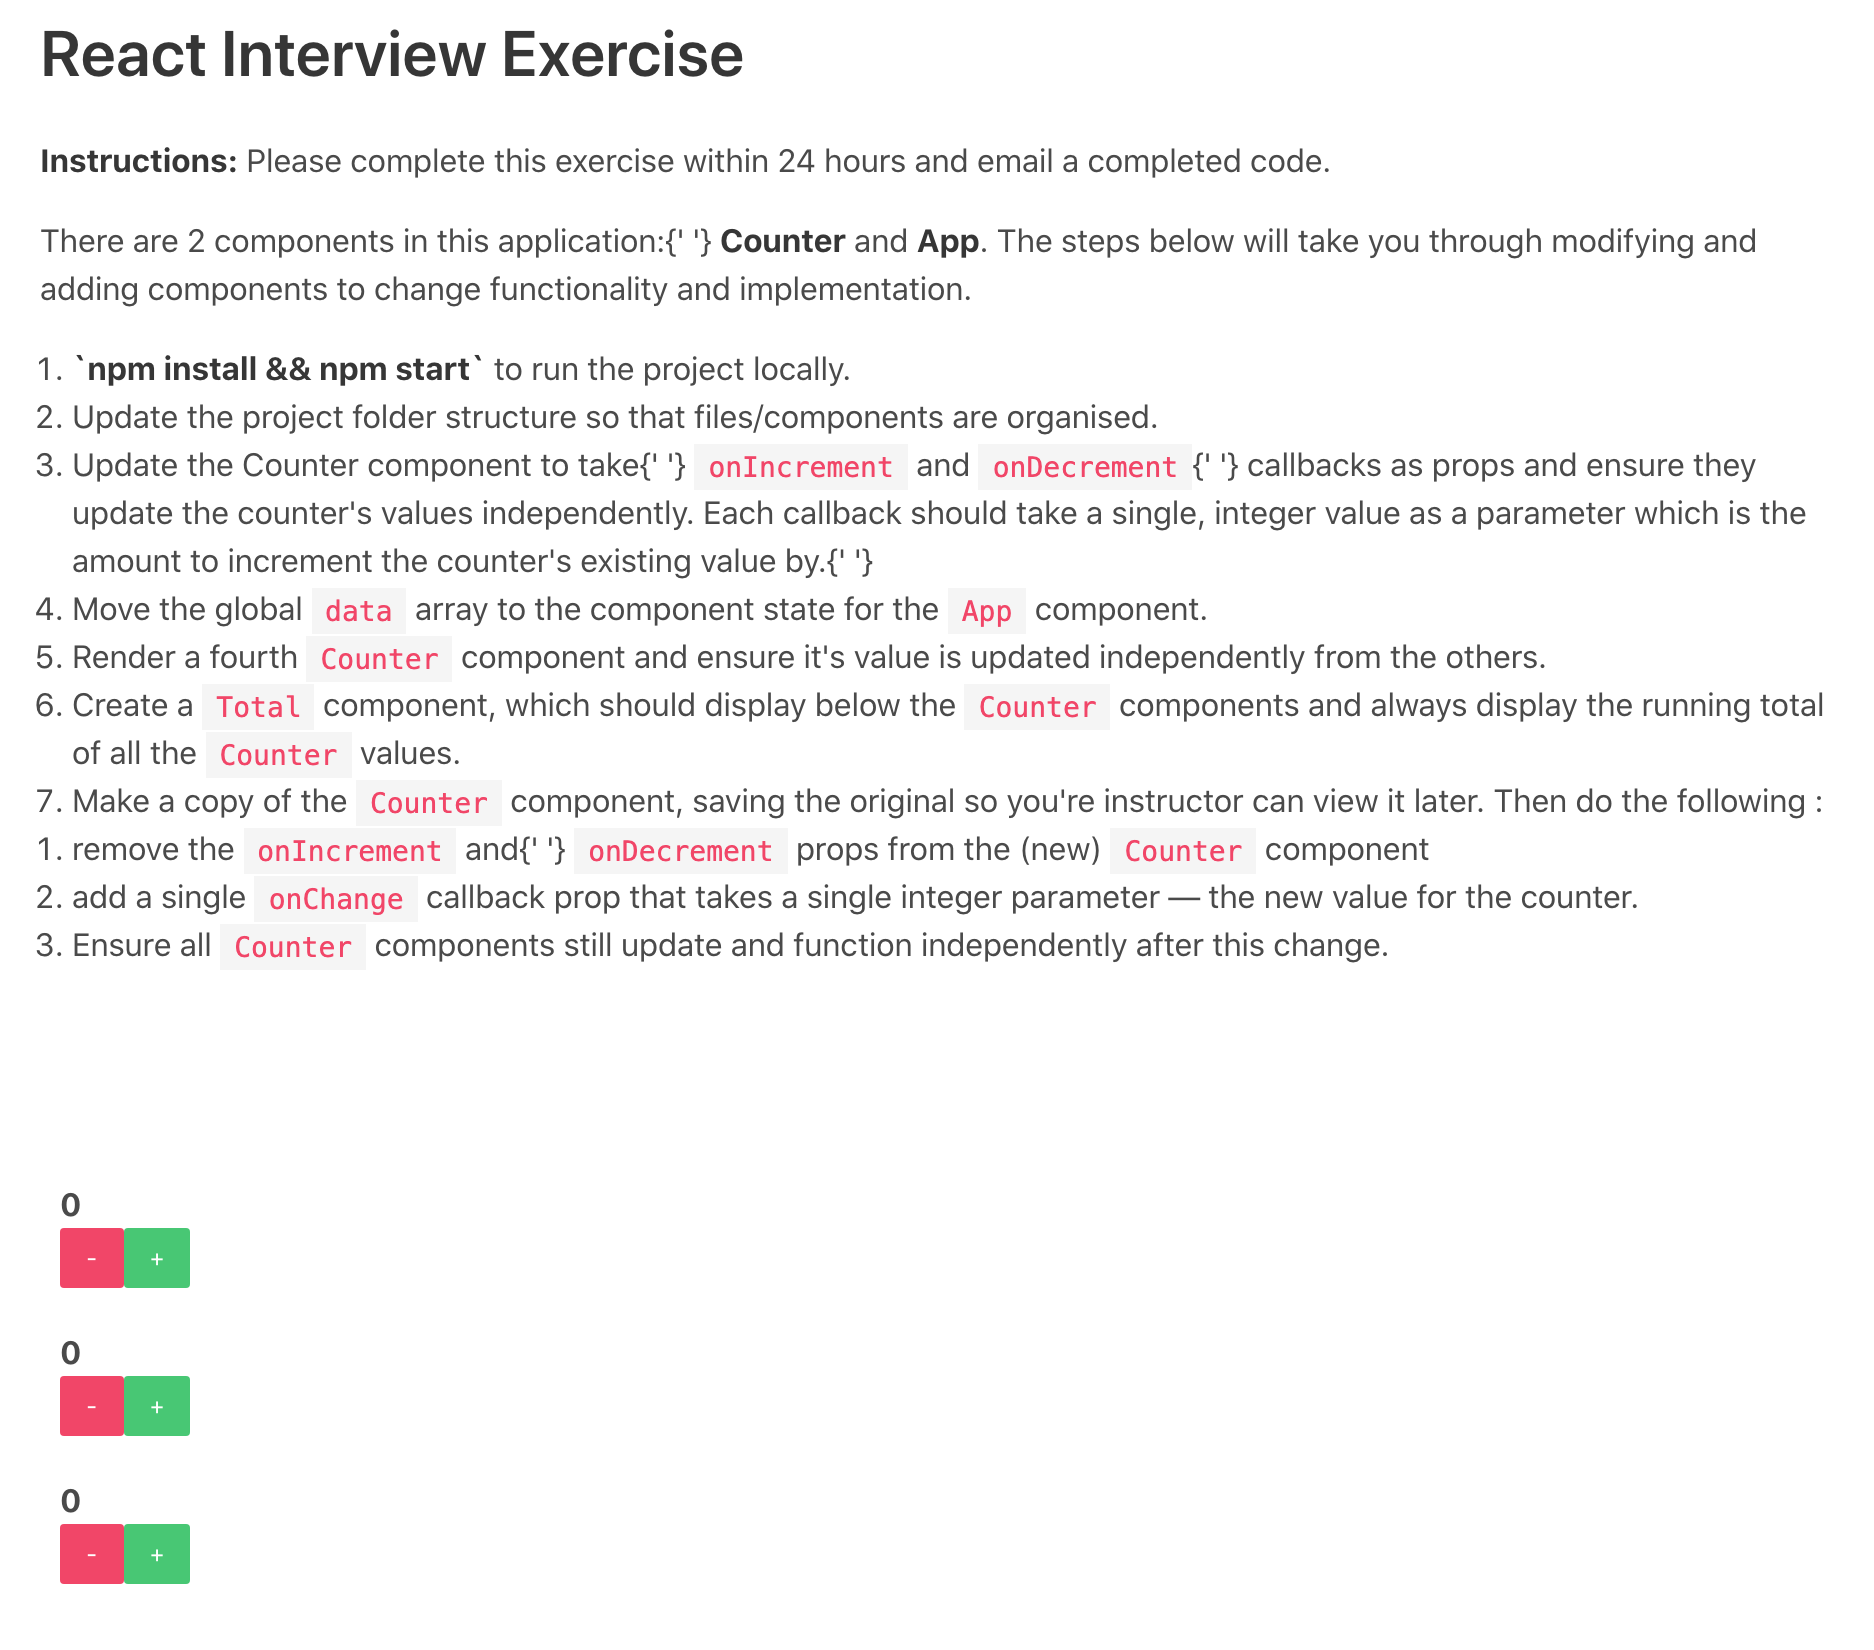 React Interview Exercise
Instructions: Please complete this exercise within 24 hours and email a completed code.
There are 2 components in this application:{' '} Counter and App. The steps below will take you through modifying and
adding components to change functionality and implementation.
1. `npm install && npm start` to run the project locally.
2. Update the project folder structure so that files/components are organised.
3. Update the Counter component to take{' '} onIncrement and onDecrement{' '} callbacks as props and ensure they
update the counter's values independently. Each callback should take a single, integer value as a parameter which is the
amount to increment the counter's existing value by.{' '}
4. Move the global data array to the component state for the App component.
5. Render a fourth Counter component and ensure it's value is updated independently from the others.
6. Create a Total component, which should display below the Counter components and always display the running total
of all the Counter values.
7. Make a copy of the Counter component, saving the original so you're instructor can view it later. Then do the following :
1. remove the onIncrement and{' '} onDecrement props from the (new) Counter component
2. add a single onChange callback prop that takes a single integer parameter — the new value for the counter.
3. Ensure all Counter components still update and function independently after this change.
0
- +
0
- +
0
- +